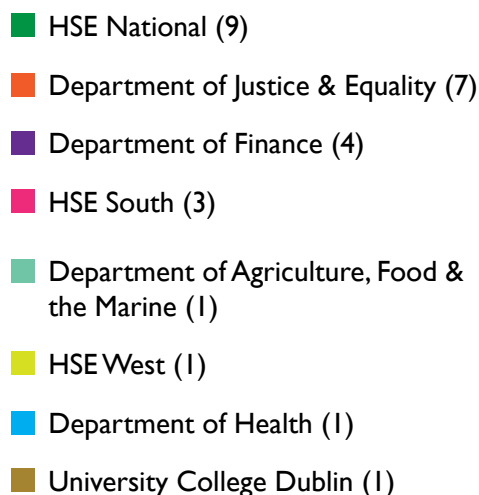 HSE National (9)
Department of Justice & Equality (7)
Department of Finance (4)
HSE South (3)
Department of Agriculture, Food &
the Marine (1)
HSE West (1)
Department of Health (1)
University College Dublin (1)